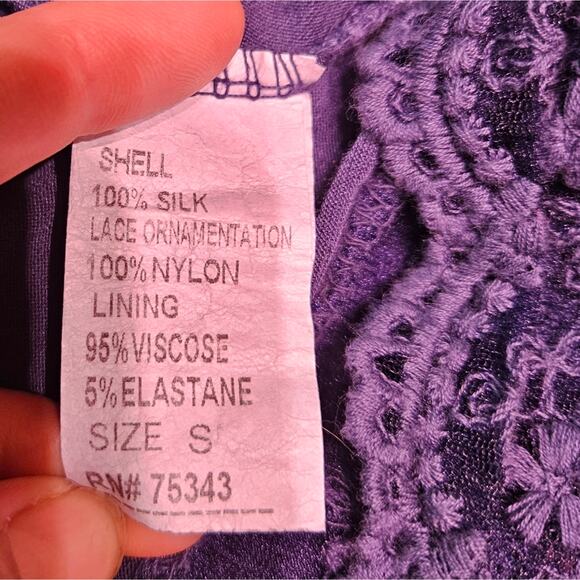 SHELL
100% SILK
LACE ORNAMENTATION
100% NYLON
LINING
95% VISCOSE
5% ELASTANE
SIZE S
RN# 75343